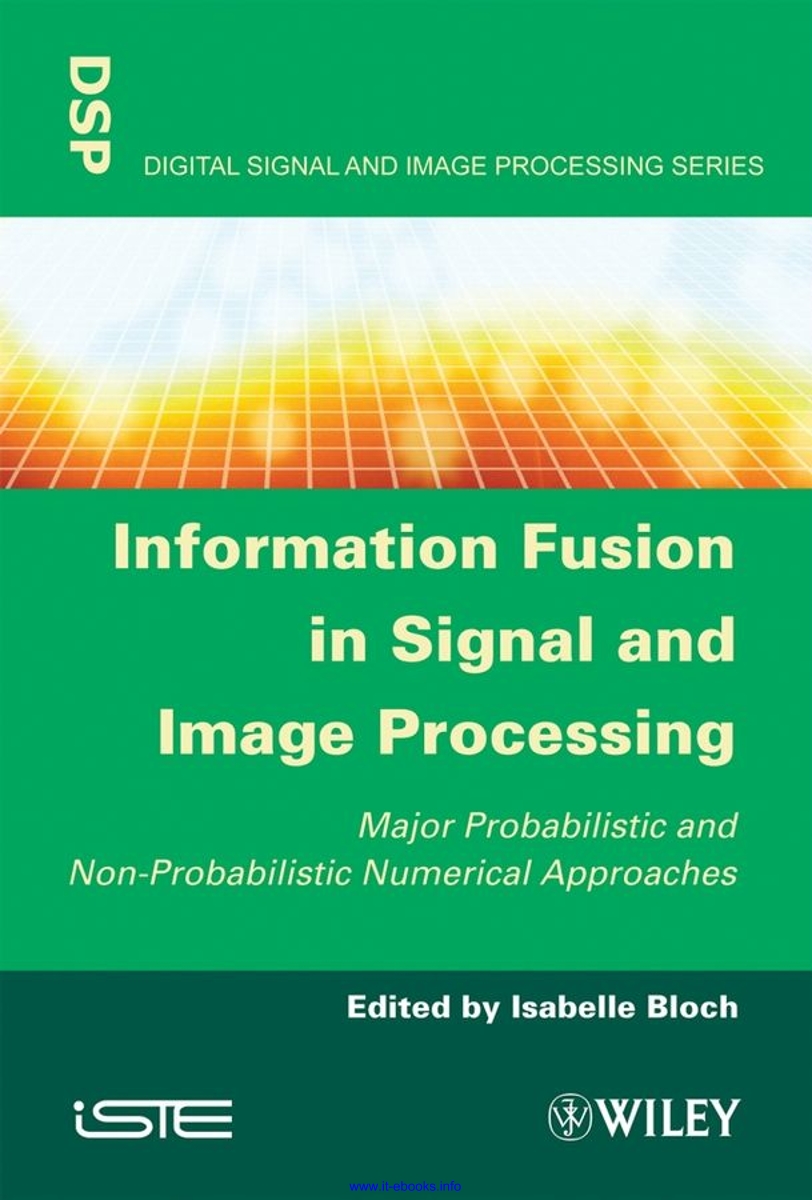 DSP
DIGITAL SIGNAL AND IMAGE PROCESSING SERIES
Information Fusion
in Signal and
Image Processing
Major Probabilistic and
Non-Probabilistic Numerical Approaches
Edited by Isabelle Bloch
iSTE
WILEY
www.it-ebooks.info